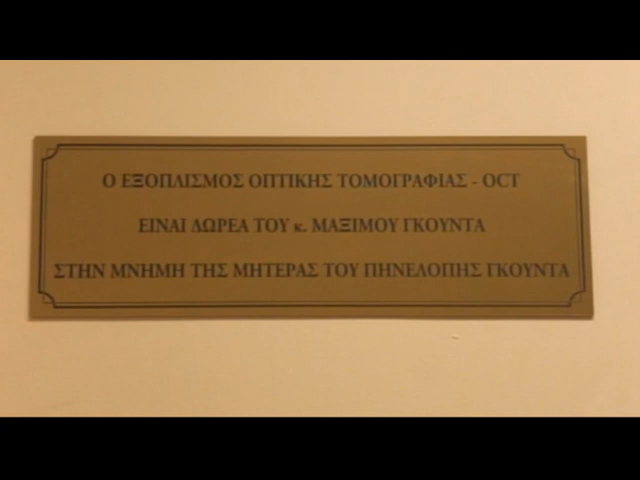 Ο ΕΞΟΠΛΙΣΜΟΣ ΟΠΤΙΚΗΣ ΤΟΜΟΓΡΑΦΙΑΣ - OCT
ΕΙΝΑΙ ΔΩΡΕΑ ΤΟΥ κ. ΜΑΞΙΜΟΥ ΓΚΟΥΝΤΑ
ΣΤΗΝ ΜΝΗΜΗ ΤΗΣ ΜΗΤΕΡΑΣ ΤΟΥ ΠΗΝΕΛΟΠΗΣ ΓΚΟΥΝΤΑ